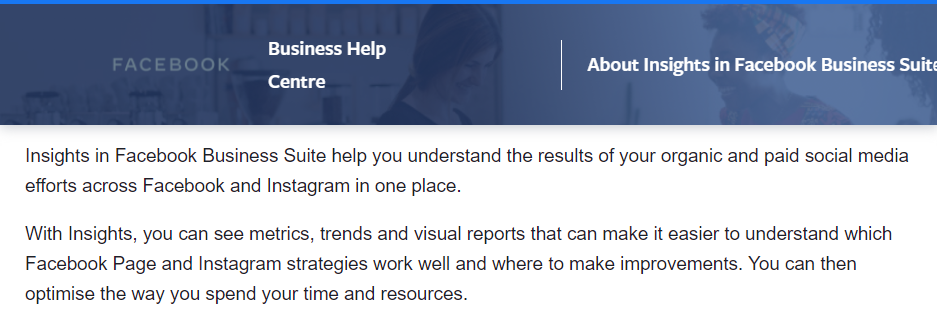 FACEBOOK
Business Help
Centre
About Insights in Facebook Business Suite
Insights in Facebook Business Suite help you understand the results of your organic and paid social media
efforts across Facebook and Instagram in one place.
With Insights, you can see metrics, trends and visual reports that can make it easier to understand which
Facebook Page and Instagram strategies work well and where to make improvements. You can then
optimise the way you spend your time and resources.